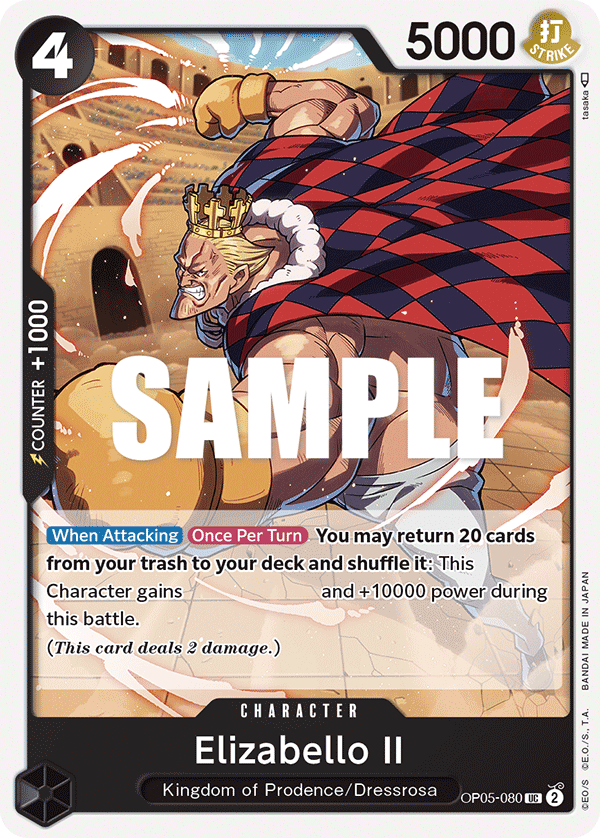 4
5000
打
STRIKE
tasaka
COUNTER +1000
SAMPLE
When Attacking Once Per Turn You may return 20 cards
from your trash to your deck and shuffle it: This
Character gains and +10000 power during
this battle.
(This card deals 2 damage.)
CHARACTER
Elizabello II
Kingdom of Prodence/Dressrosa
OP05-080 UC 2
©EO/S ©E.O./S., T.A. BANDAI MADE IN JAPAN